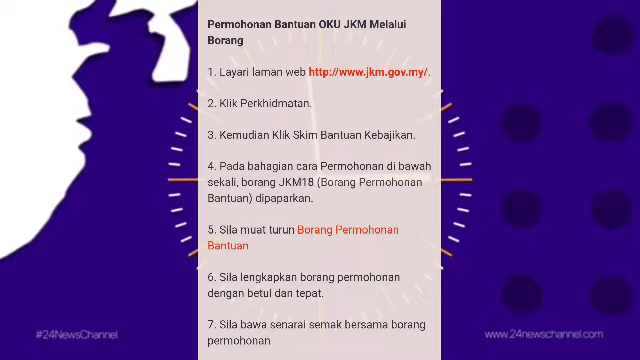 Permohonan Bantuan OKU JKM Melalui
Borang
1. Layari laman web http://www.jkm.gov.my/.
2. Klik Perkhidmatan.
3. Kemudian Klik Skim Bantuan Kebajikan.
4. Pada bahagian cara Permohonan di bawah
sekali, borang JKM18 (Borang Permohonan
Bantuan) dipaparkan.
5. SIla muat turun Borang Permohonan
Bantuan
6. Sila lengkapkan borang permohonan
dengan betul dan tepat.
7. Sila bawa senarai semak bersama borang
permohonan
#24NewsChannel
www.24newschannel.com